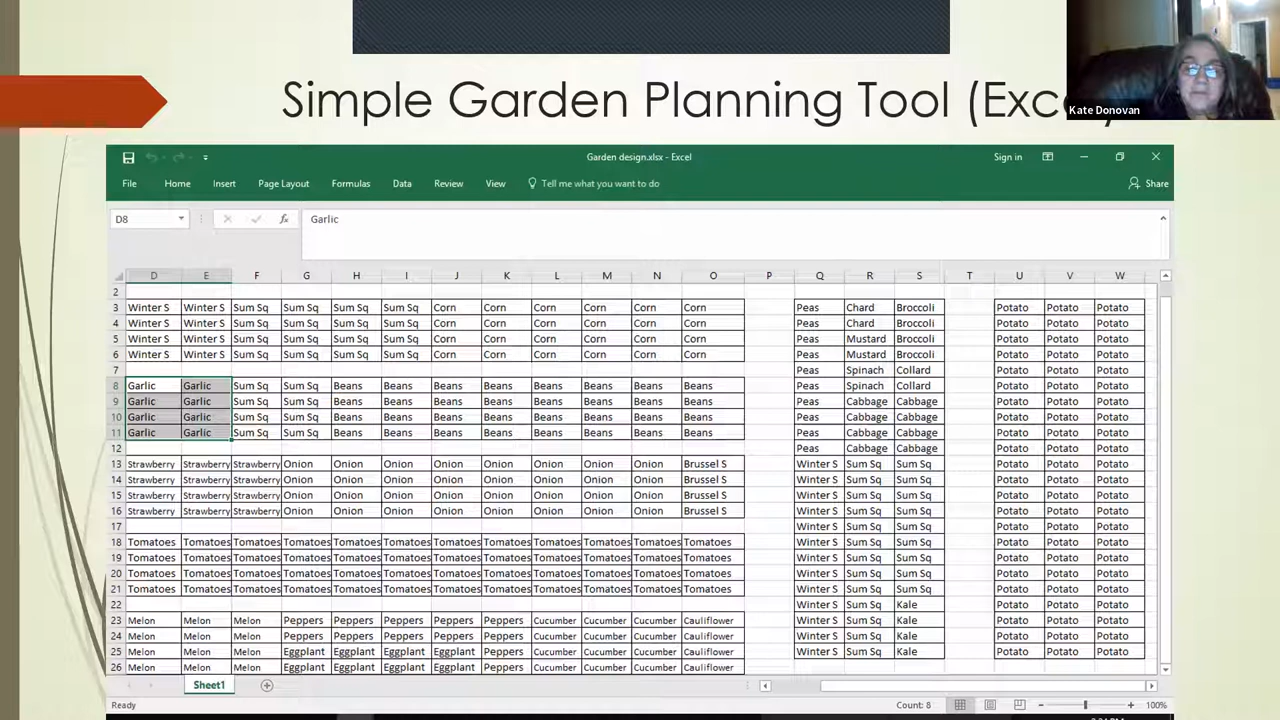 Simple Garden Planning Tool (Exce
Kate Donovan
Garden design.xlsx - Excel
Sign in
File Home Insert Page Layout Formulas Data Review View Tell me what you want to do Share
D8 fx Garlic
D E F G H I J K L M N O P Q R S T U V W
2
3 Winter S Winter S Sum Sq Sum Sq Sum Sq Sum Sq Corn Corn Corn Corn Corn Corn Peas Chard Broccoli Potato Potato Potato
4 Winter S Winter S Sum Sq Sum Sq Sum Sq Sum Sq Corn Corn Corn Corn Corn Corn Peas Chard Broccoli Potato Potato Potato
5 Winter S Winter S Sum Sq Sum Sq Sum Sq Sum Sq Corn Corn Corn Corn Corn Corn Peas Mustard Broccoli Potato Potato Potato
6 Winter S Winter S Sum Sq Sum Sq Sum Sq Sum Sq Corn Corn Corn Corn Corn Corn Peas Mustard Broccoli Potato Potato Potato
7 Peas Spinach Collard Potato Potato Potato
8 Garlic Garlic Sum Sq Sum Sq Beans Beans Beans Beans Beans Beans Beans Beans Peas Spinach Collard Potato Potato Potato
9 Garlic Garlic Sum Sq Sum Sq Beans Beans Beans Beans Beans Beans Beans Beans Peas Cabbage Cabbage Potato Potato Potato
10 Garlic Garlic Sum Sq Sum Sq Beans Beans Beans Beans Beans Beans Beans Beans Peas Cabbage Cabbage Potato Potato Potato
11 Garlic Garlic Sum Sq Sum Sq Beans Beans Beans Beans Beans Beans Beans Beans Peas Cabbage Cabbage Potato Potato Potato
12 Peas Cabbage Cabbage Potato Potato Potato
13 Strawberry Strawberry Strawberry Onion Onion Onion Onion Onion Onion Onion Onion Brussel S Winter S Sum Sq Sum Sq Potato Potato Potato
14 Strawberry Strawberry Strawberry Onion Onion Onion Onion Onion Onion Onion Onion Brussel S Winter S Sum Sq Sum Sq Potato Potato Potato
15 Strawberry Strawberry Strawberry Onion Onion Onion Onion Onion Onion Onion Onion Brussel S Winter S Sum Sq Sum Sq Potato Potato Potato
16 Strawberry Strawberry Strawberry Onion Onion Onion Onion Onion Onion Onion Onion Brussel S Winter S Sum Sq Sum Sq Potato Potato Potato
17 Winter S Sum Sq Sum Sq Potato Potato Potato
18 Tomatoes Tomatoes Tomatoes Tomatoes Tomatoes Tomatoes Tomatoes Tomatoes Tomatoes Tomatoes Tomatoes Tomatoes Winter S Sum Sq Sum Sq Potato Potato Potato
19 Tomatoes Tomatoes Tomatoes Tomatoes Tomatoes Tomatoes Tomatoes Tomatoes Tomatoes Tomatoes Tomatoes Tomatoes Winter S Sum Sq Sum Sq Potato Potato Potato
20 Tomatoes Tomatoes Tomatoes Tomatoes Tomatoes Tomatoes Tomatoes Tomatoes Tomatoes Tomatoes Tomatoes Tomatoes Winter S Sum Sq Sum Sq Potato Potato Potato
21 Tomatoes Tomatoes Tomatoes Tomatoes Tomatoes Tomatoes Tomatoes Tomatoes Tomatoes Tomatoes Tomatoes Tomatoes Winter S Sum Sq Sum Sq Potato Potato Potato
22 Winter S Sum Sq Kale Potato Potato Potato
23 Melon Melon Melon Peppers Peppers Peppers Peppers Peppers Cucumber Cucumber Cucumber Cauliflower Winter S Sum Sq Kale Potato Potato Potato
24 Melon Melon Melon Peppers Peppers Peppers Peppers Peppers Cucumber Cucumber Cucumber Cauliflower Winter S Sum Sq Kale Potato Potato Potato
25 Melon Melon Melon Eggplant Eggplant Eggplant Eggplant Peppers Cucumber Cucumber Cucumber Cauliflower Winter S Sum Sq Kale Potato Potato Potato
26 Melon Melon Melon Eggplant Eggplant Eggplant Eggplant Peppers Cucumber Cucumber Cucumber Cauliflower
Sheet1
Ready Count: 8 100%